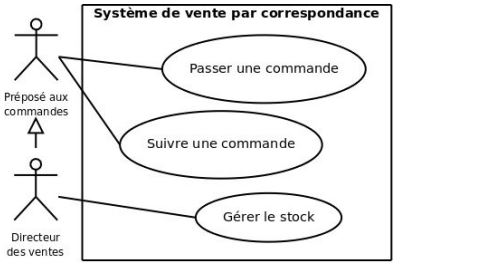 Système de vente par correspondance
Passer une commande
Préposé aux
commandes
Suivre une commande
Gérer le stock
Directeur
des ventes